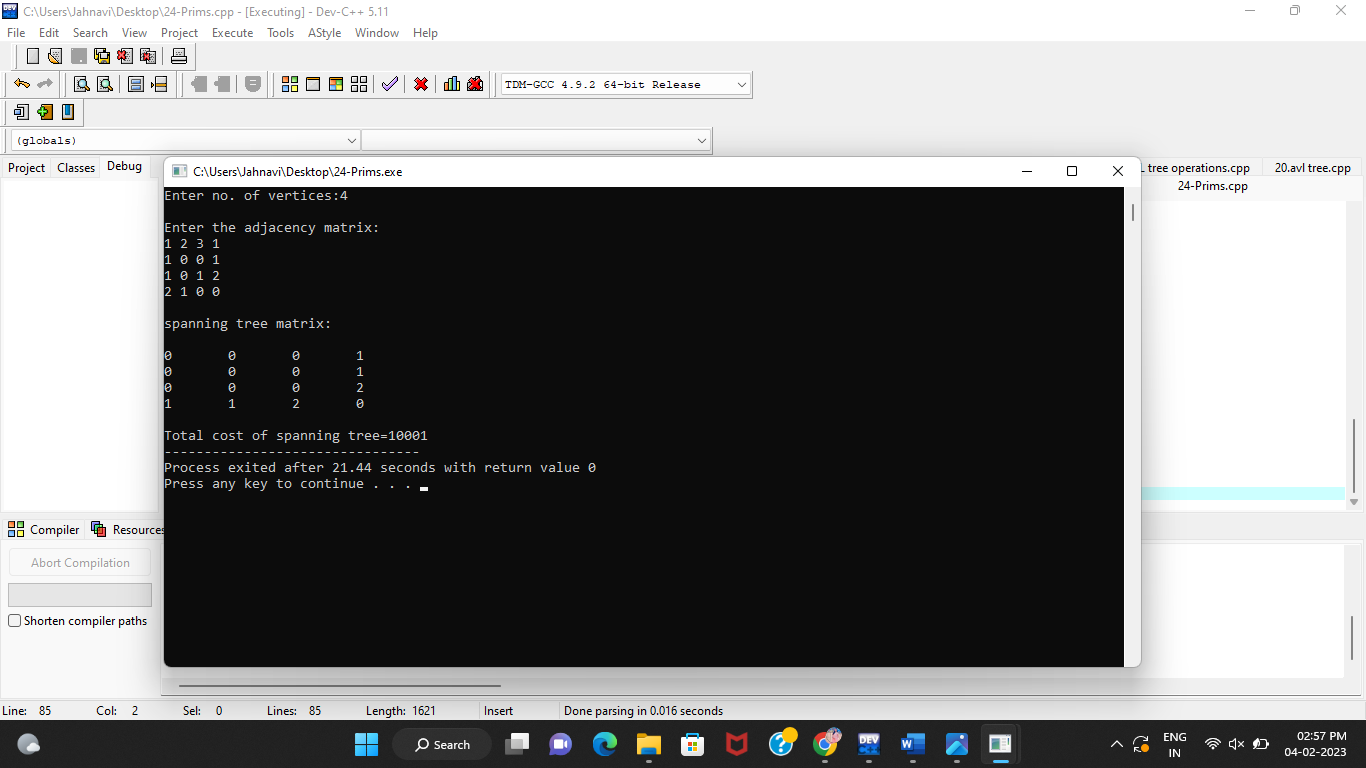 C:\Users\Jahnavi\Desktop\24-Prims.cpp - [Executing] - Dev-C++ 5.11
File Edit Search View Project Execute Tools AStyle Window Help
TDM-GCC 4.9.2 64-bit Release
(globals)
Project Classes Debug
tree operations.cpp 20.avl tree.cpp
24-Prims.cpp
C:\Users\Jahnavi\Desktop\24-Prims.exe
Enter no. of vertices:4
Enter the adjacency matrix:
1 2 3 1
1 0 0 1
1 0 1 2
2 1 0 0
spanning tree matrix:
0 0 0 1
0 0 0 1
0 0 0 2
1 1 2 0
Total cost of spanning tree=10001
--------------------------------
Process exited after 21.44 seconds with return value 0
Press any key to continue . . .
Compiler Resources
Abort Compilation
Shorten compiler paths
Line: 85 Col: 2 Sel: 0 Lines: 85 Length: 1621 Insert Done parsing in 0.016 seconds
Search
DEV
ENG
IN
02:57 PM
04-02-2023